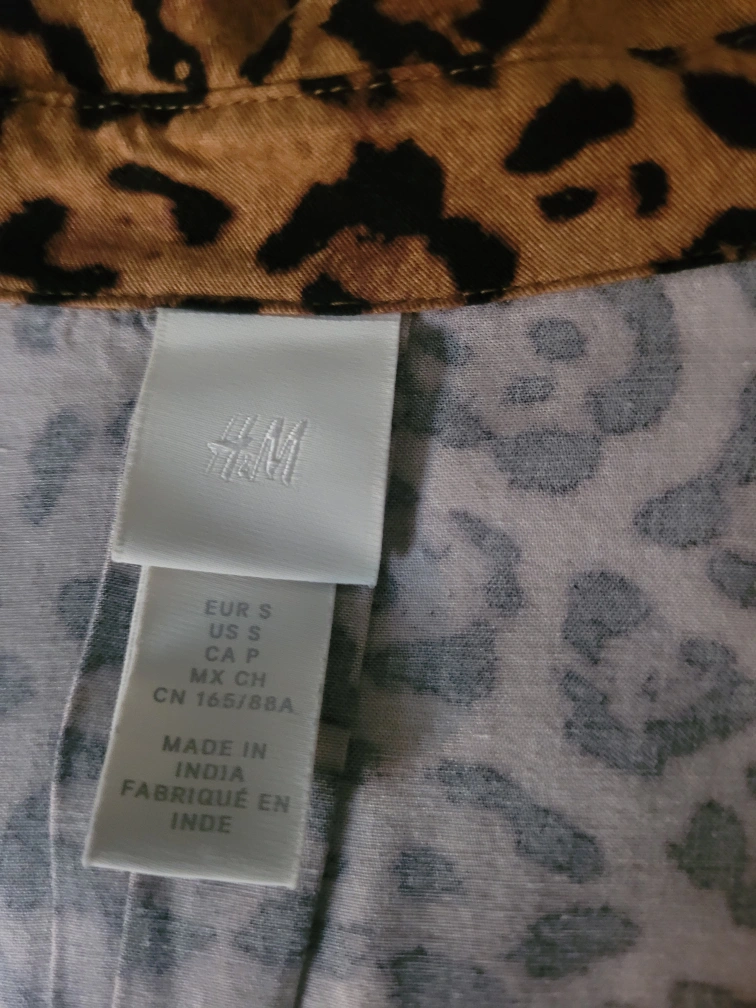 H&M
EUR S
US S
CA P
MX CH
CN 165/88A
MADE IN
INDIA
FABRIQUÉ EN
INDE